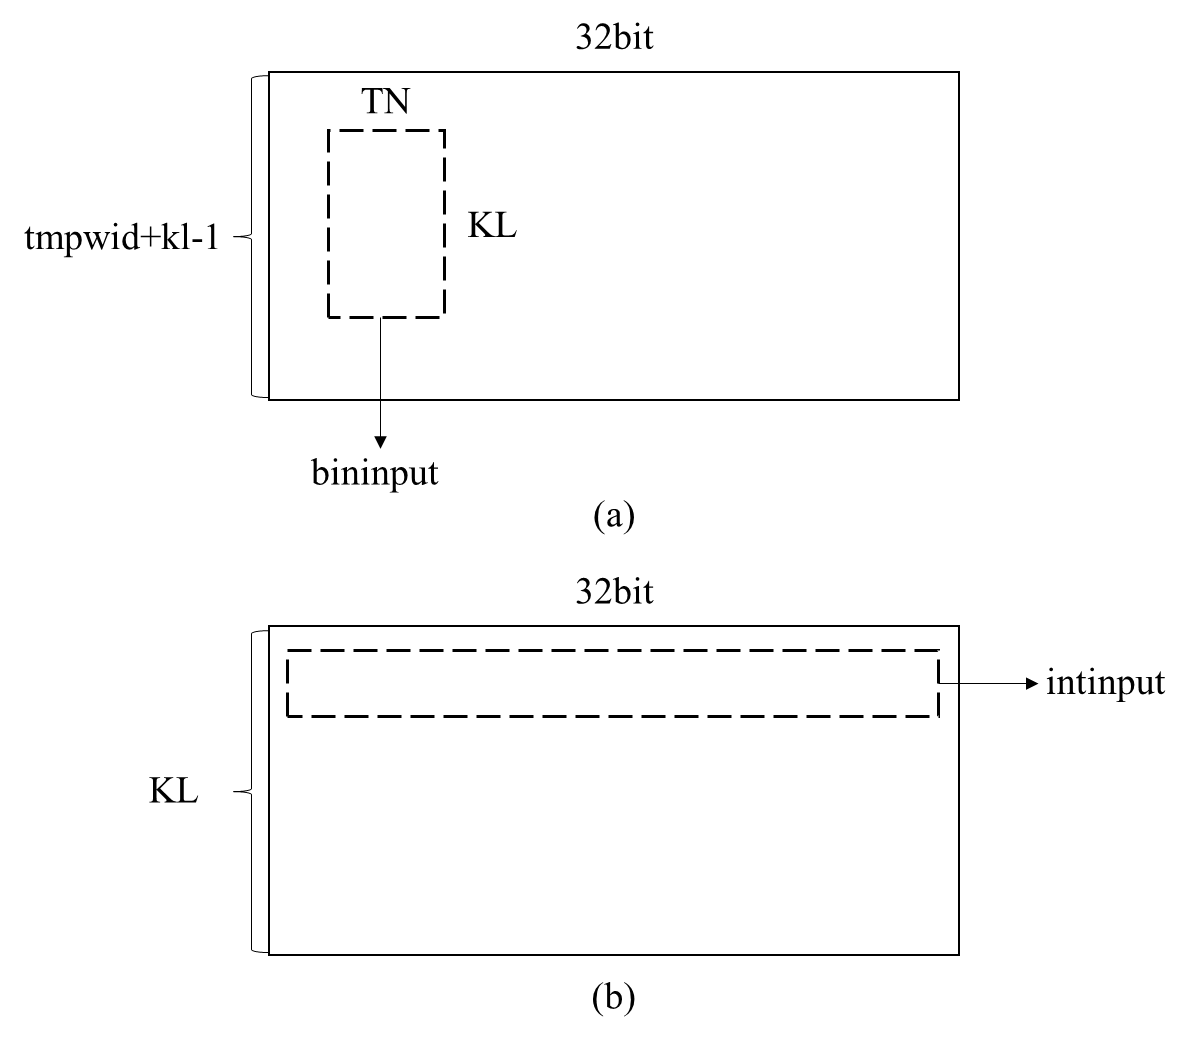 32bit
TN
tmpwid+kl-1
KL
bininput
(a)
32bit
intinput
KL
(b)